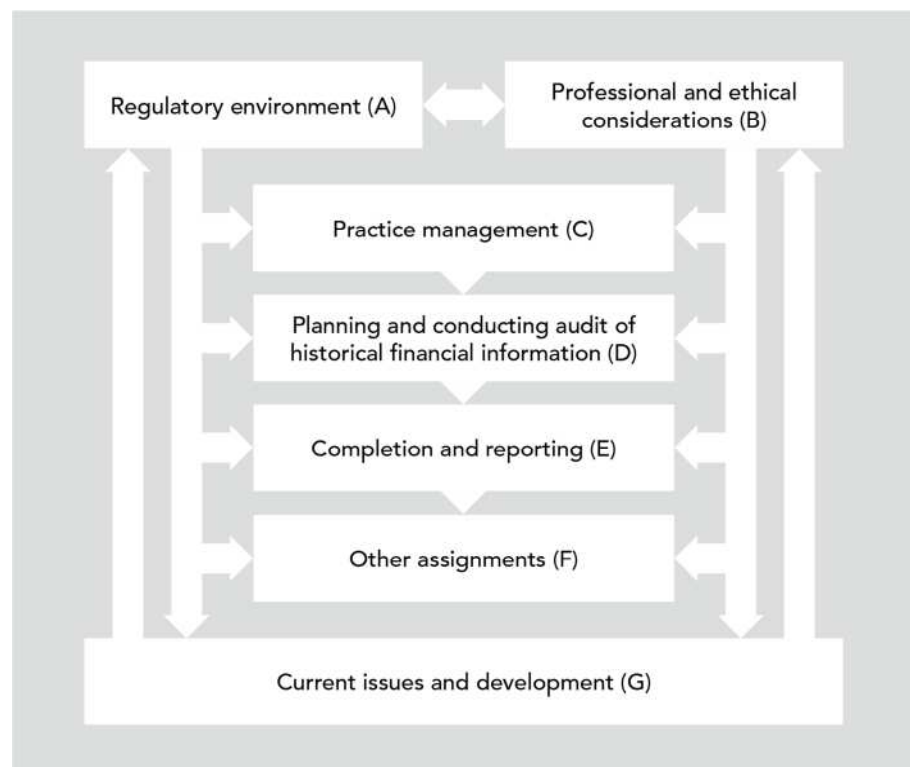 Regulatory environment (A)
Professional and ethical
considerations (B)
Practice management (C)
Planning and conducting audit of
historical financial information (D)
Completion and reporting (E)
Other assignments (F)
Current issues and development (G)